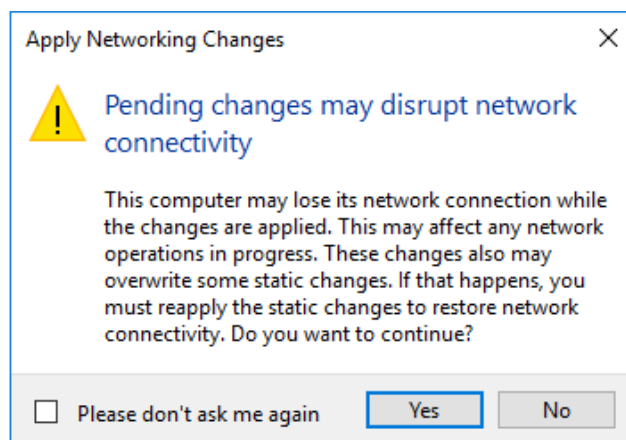 Apply Networking Changes
Pending changes may disrupt network
connectivity
This computer may lose its network connection while
the changes are applied. This may affect any network
operations in progress. These changes also may
overwrite some static changes. If that happens, you
must reapply the static changes to restore network
connectivity. Do you want to continue?
Please don't ask me again
Yes
No